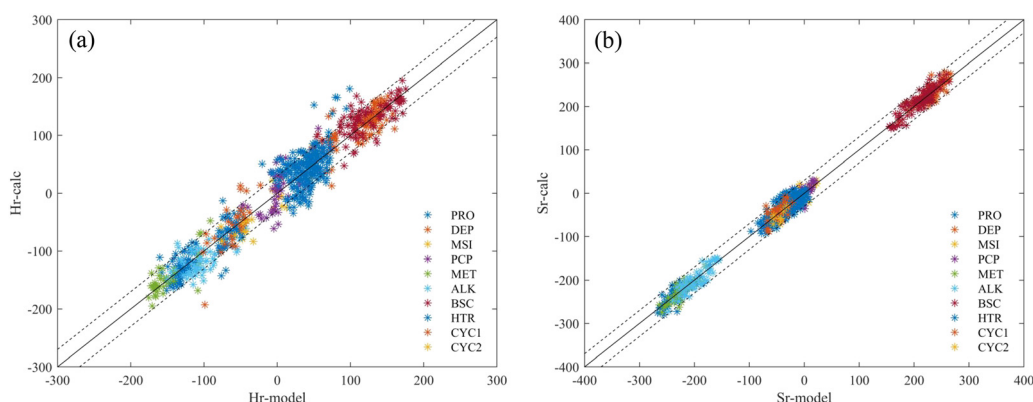 (a)
Hr-calc
300
200
100
0
-100
-200
-300
-300 -200 -100 0 100 200 300
Hr-model
PRO
DEP
MSI
PCP
MET
ALK
BSC
HTR
CYC1
CYC2
(b)
Sr-calc
400
300
200
100
0
-100
-200
-300
-400
-400 -300 -200 -100 0 100 200 300 400
Sr-model
PRO
DEP
MSI
PCP
MET
ALK
BSC
HTR
CYC1
CYC2